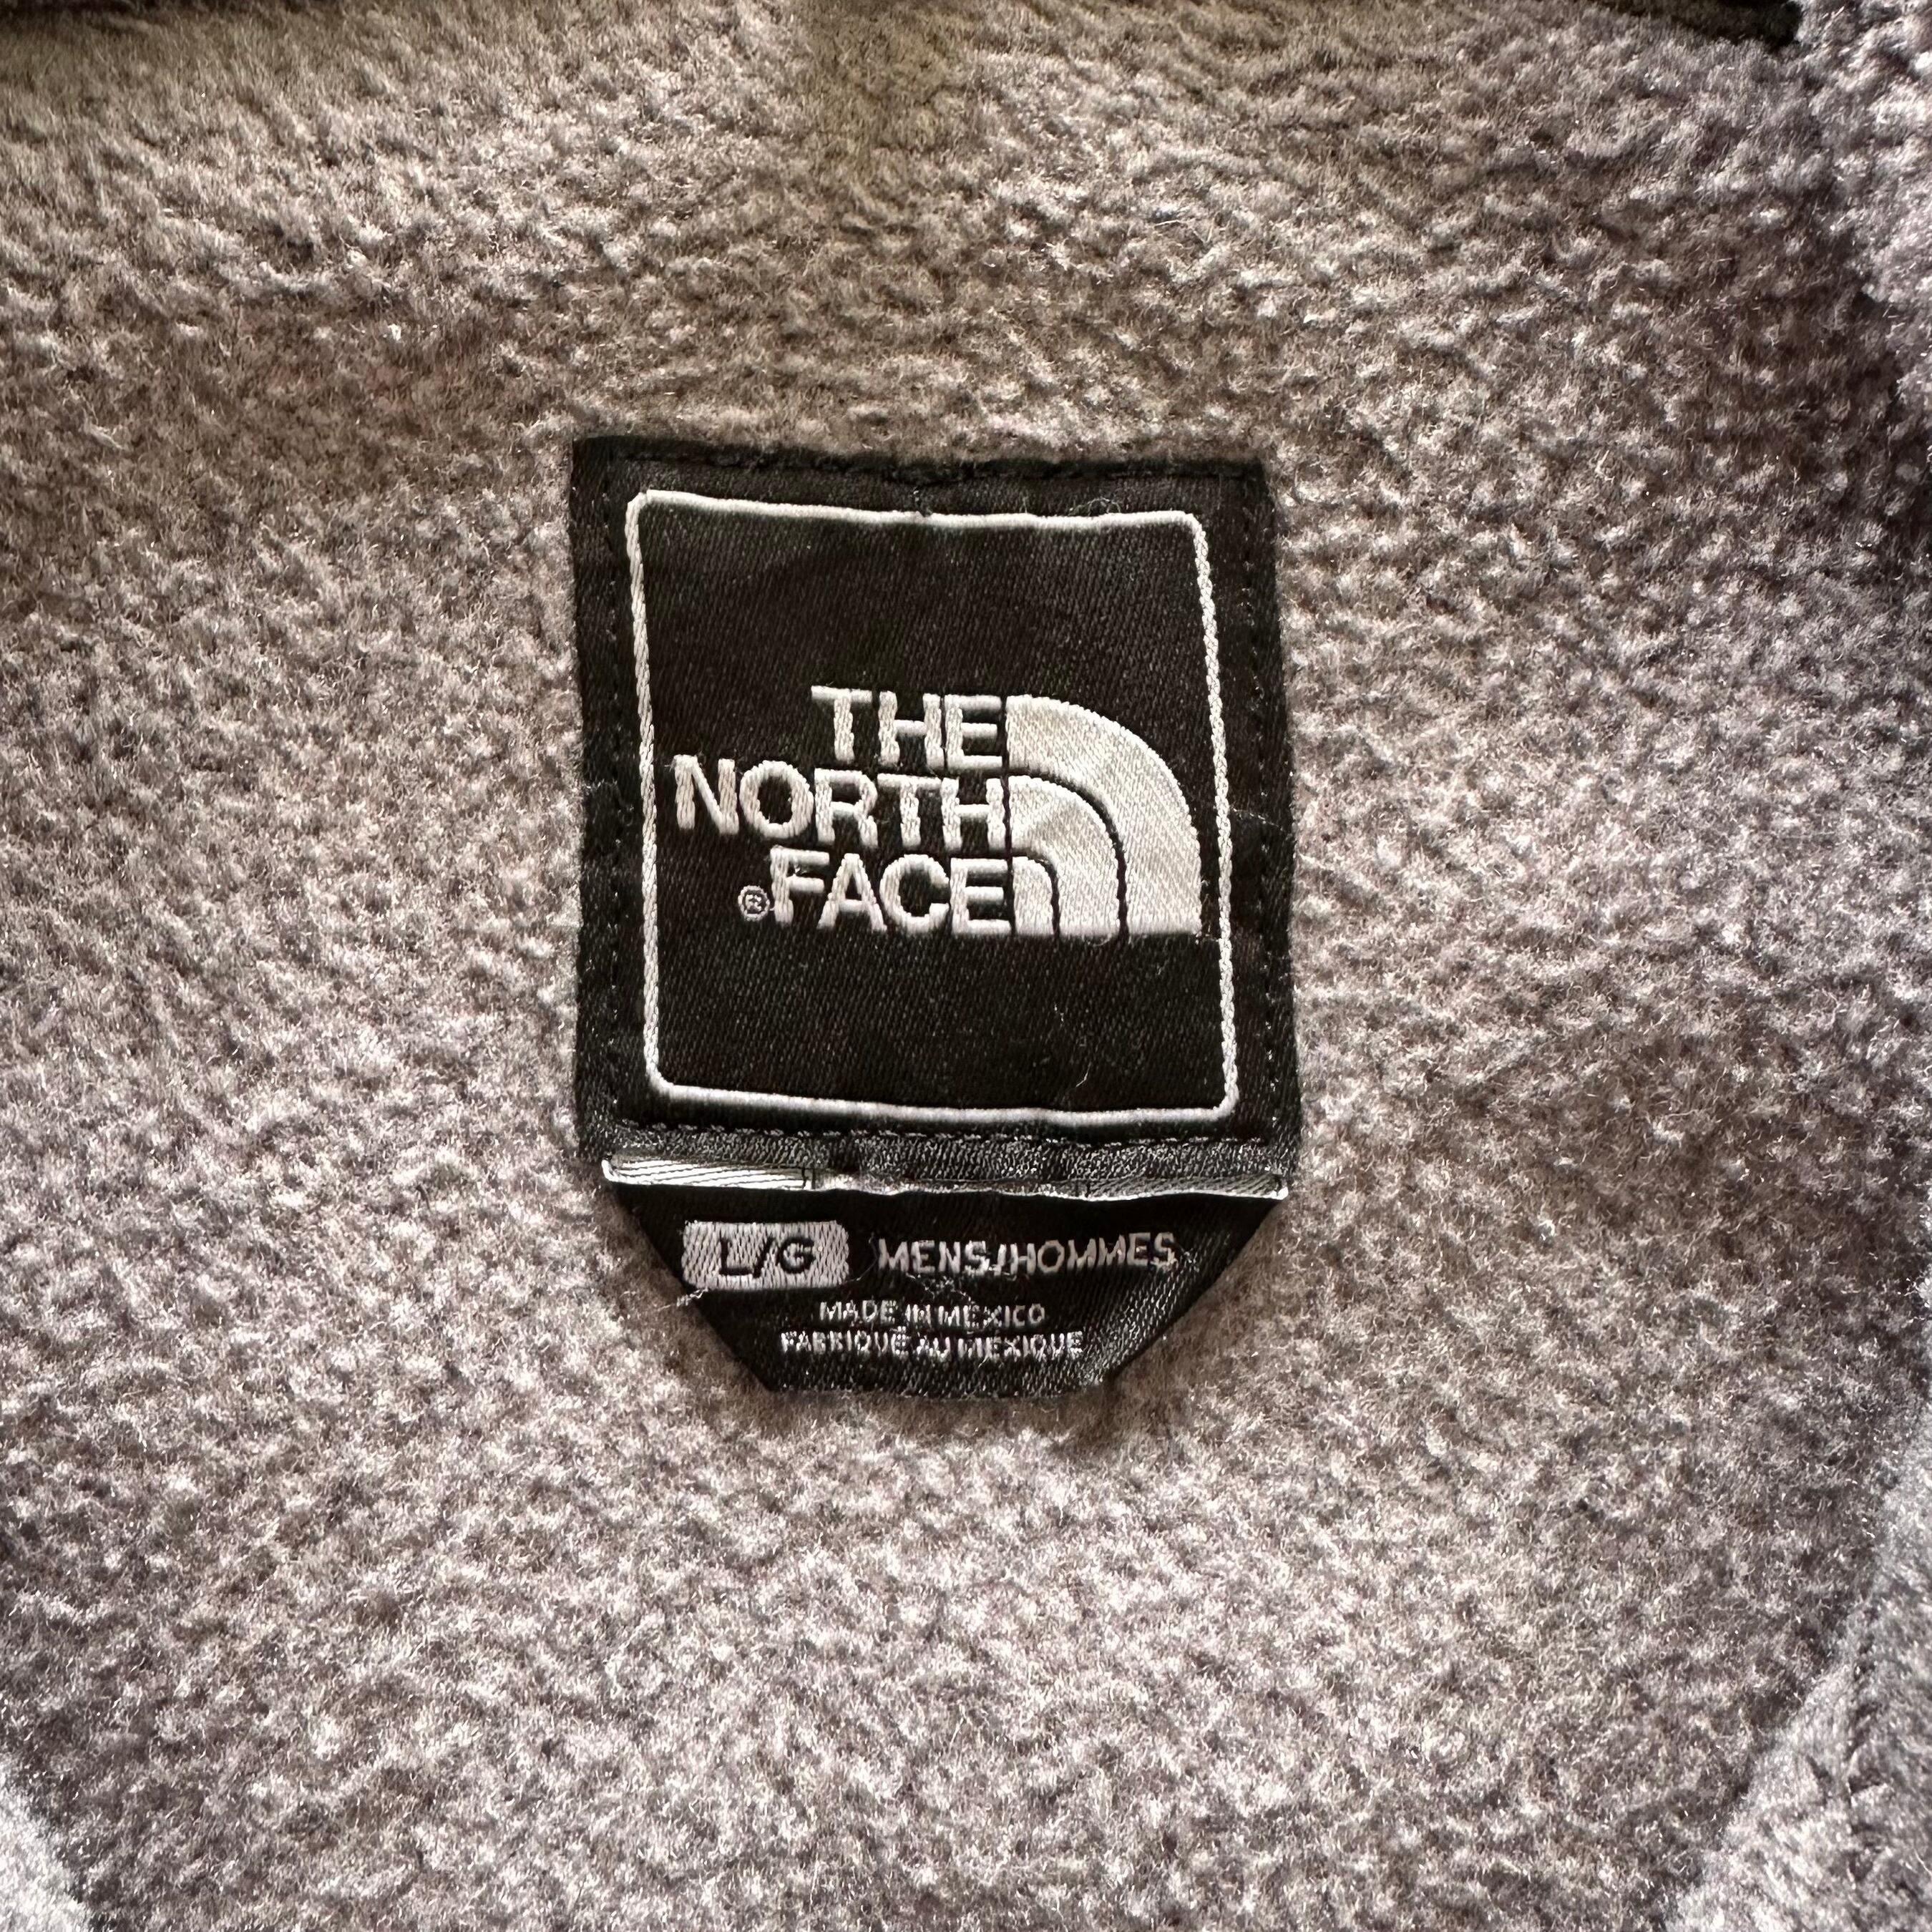 THE
NORTH
®FACE
L/G MENS/HOMMES
MADE IN MEXICO
FABRIQUÉ AU MEXIQUE